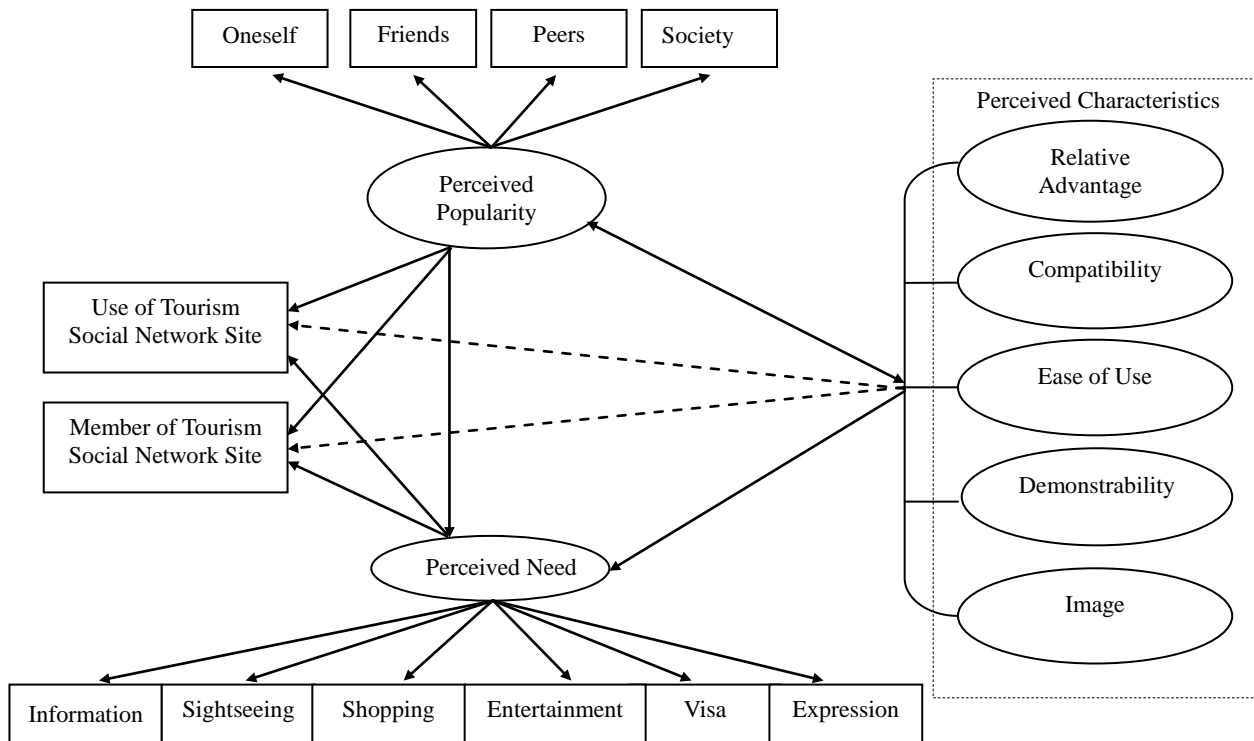 Oneself
Friends
Peers
Society
Perceived Characteristics
Relative
Advantage
Perceived
Popularity
Compatibility
Use of Tourism
Social Network Site
Ease of Use
Member of Tourism
Social Network Site
Demonstrability
Perceived Need
Image
Information
Sightseeing
Shopping
Entertainment
Visa
Expression